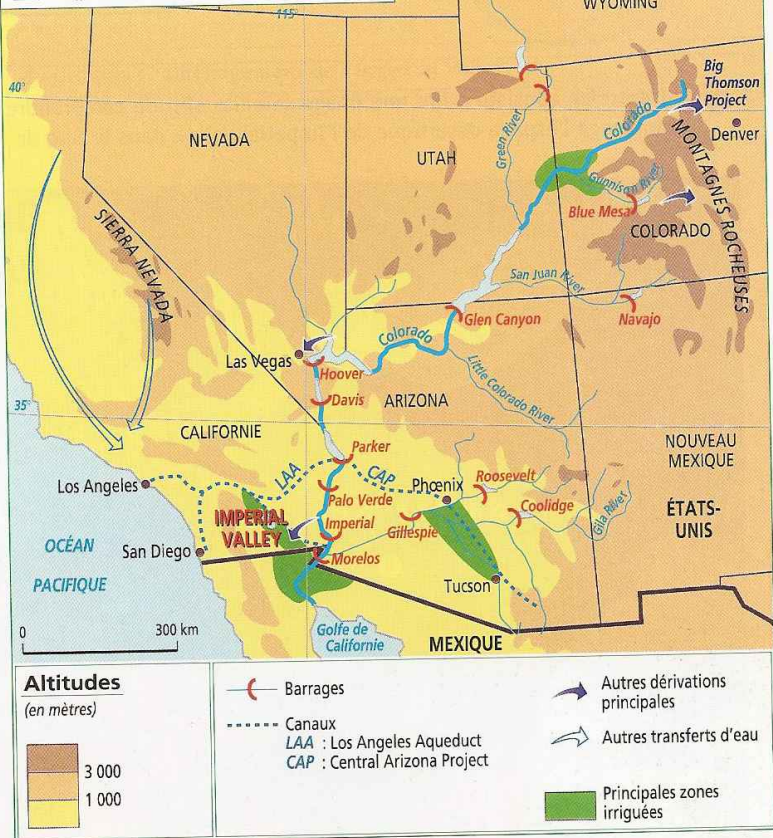 WYOMING
115°
40°
Big
Thomson
Project
Colorado
Denver
NEVADA
UTAH
Green River
MONTAGNES ROCHEUSES
Gunnison River
Blue Mesa
COLORADO
SIERRA NEVADA
San Juan River
Glen Canyon
Navajo
Colorado
Las Vegas
Hoover
Davis
ARIZONA
Little Colorado River
35°
CALIFORNIE
NOUVEAU
MEXIQUE
Parker
LAA
CAP
Phœnix
Roosevelt
Los Angeles
Palo Verde
Coolidge
Gila River
ÉTATS-
UNIS
IMPERIAL
VALLEY
Imperial
Gillespie
OCÉAN
PACIFIQUE
San Diego
Morelos
Tucson
0
300 km
Golfe de
Californie
MEXIQUE
Altitudes
(en mètres)
3 000
1 000
Barrages
Canaux
LAA : Los Angeles Aqueduct
CAP : Central Arizona Project
Autres dérivations
principales
Autres transferts d'eau
Principales zones
irriguées